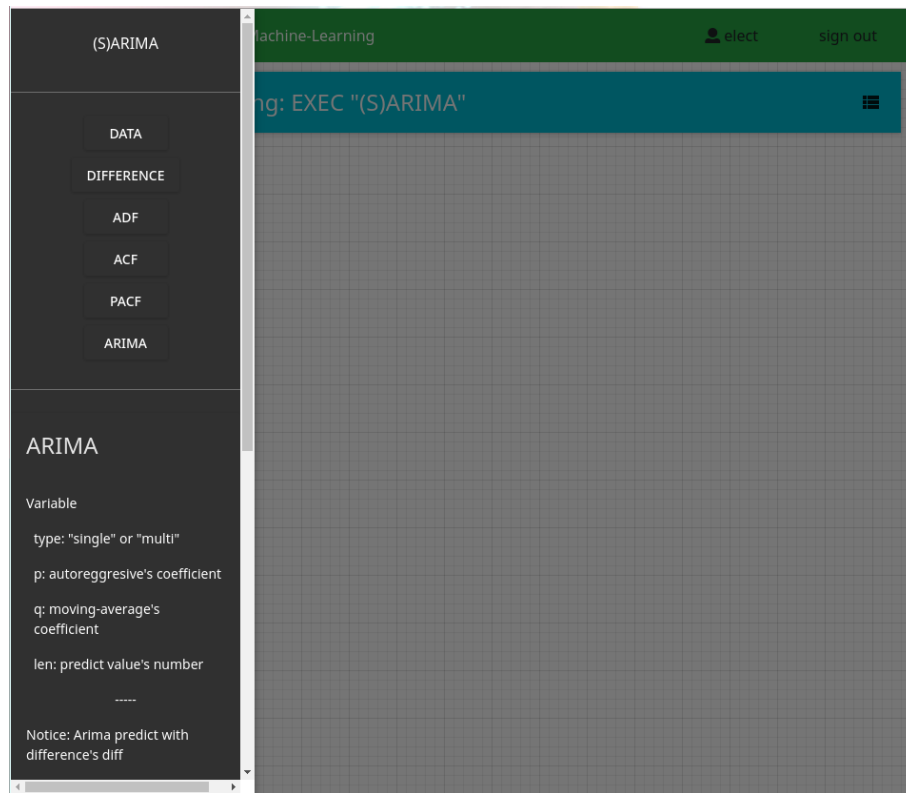 (S)ARIMA
Machine-Learning
elect
sign out
ng: EXEC "(S)ARIMA"
DATA
DIFFERENCE
ADF
ACF
PACF
ARIMA
ARIMA
Variable
type: "single" or "multi"
p: autoreggresive's coefficient
q: moving-average's
coefficient
len: predict value's number
-----
Notice: Arima predict with
difference's diff